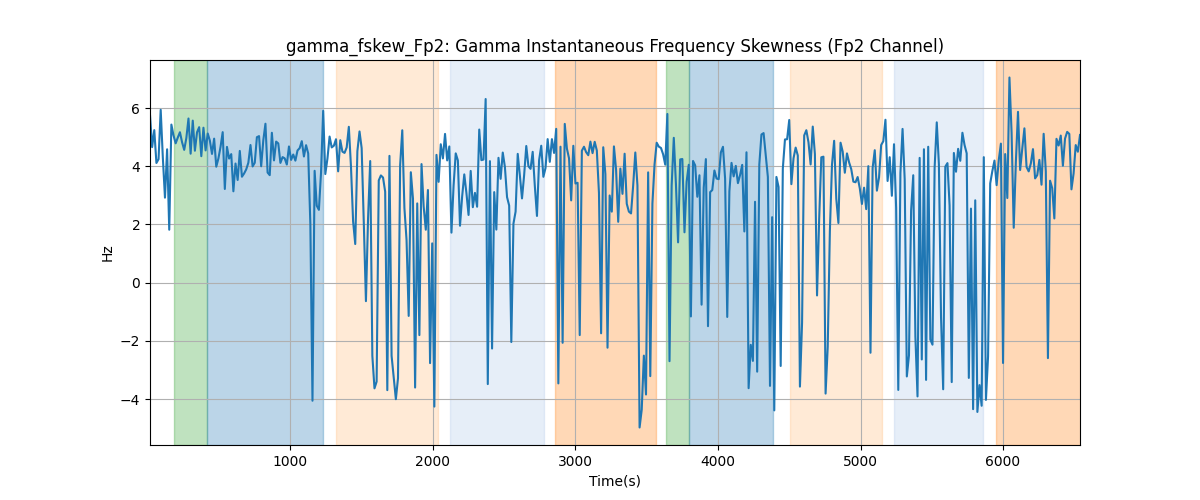 gamma_fskew_Fp2: Gamma Instantaneous Frequency Skewness (Fp2 Channel)
6
4
2
0
−2
−4
Hz
1000 2000 3000 4000 5000 6000
Time(s)